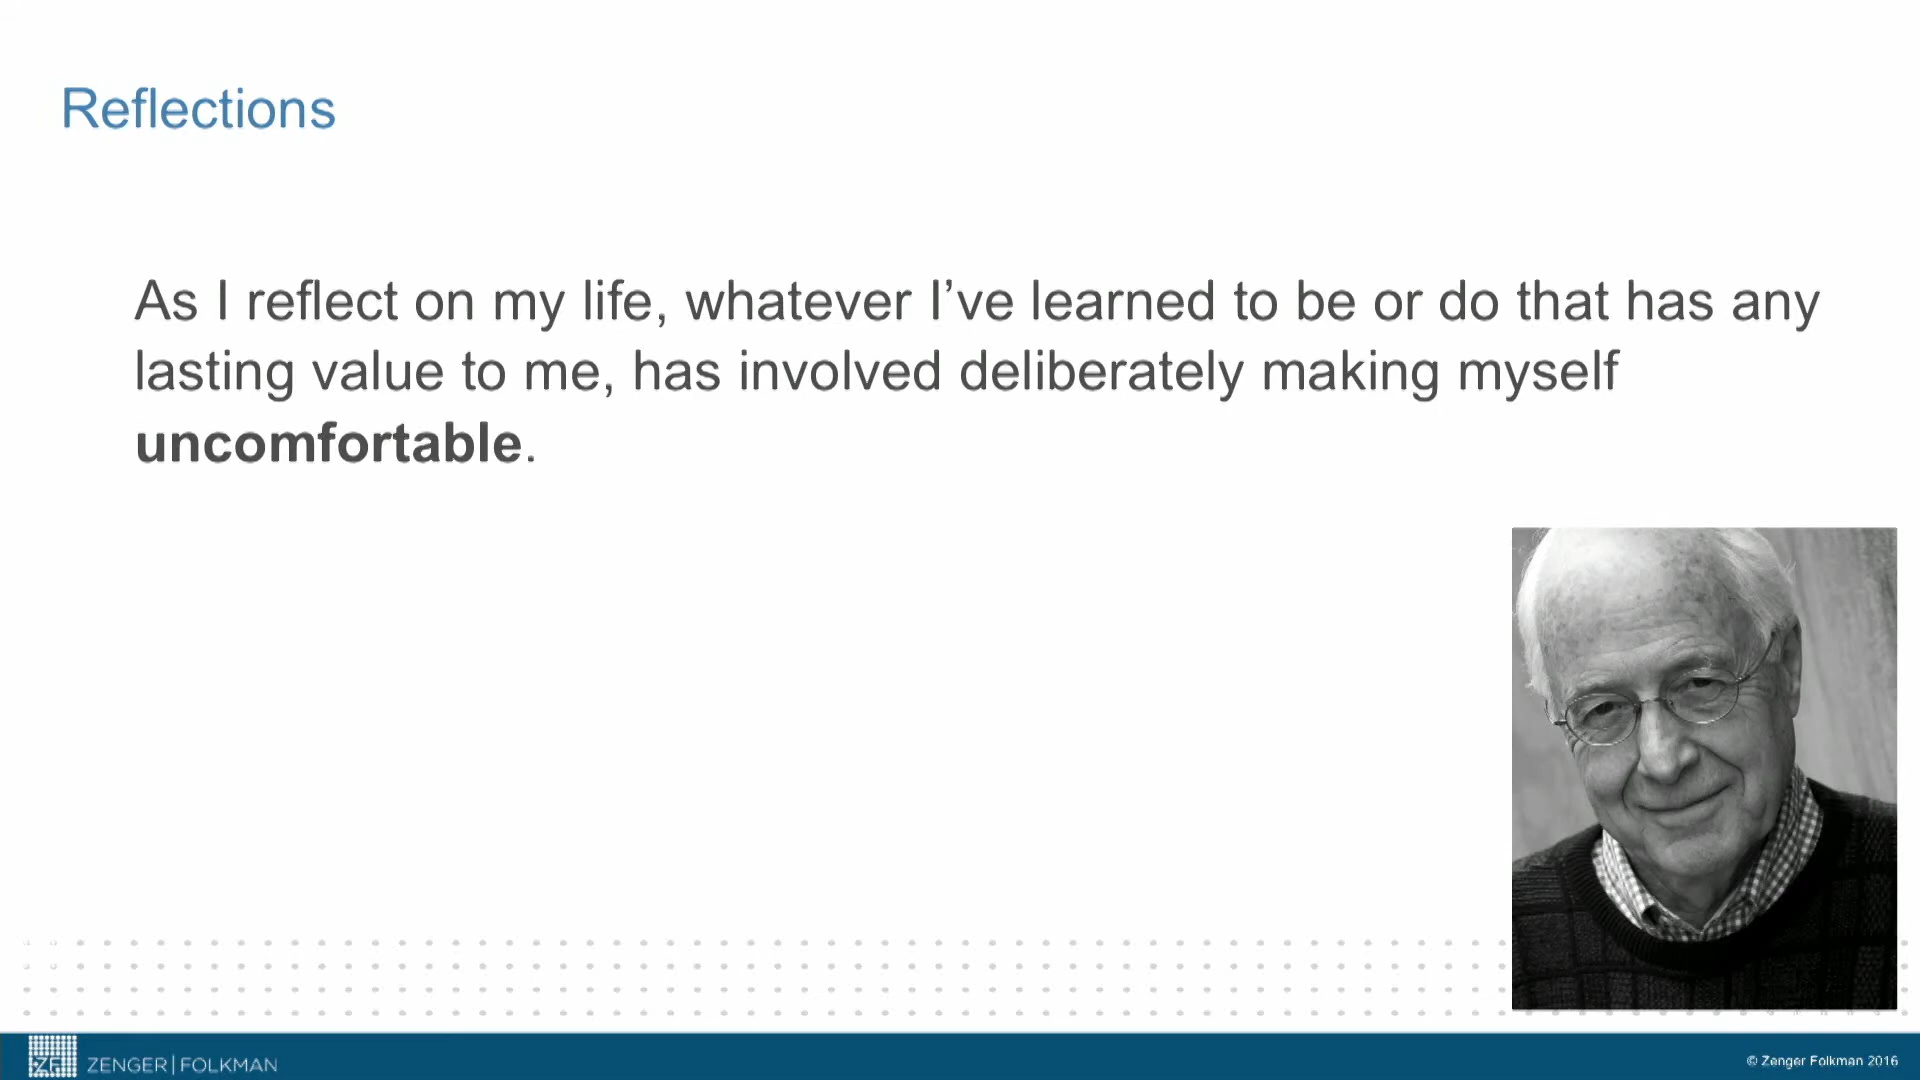 Reflections
As I reflect on my life, whatever I’ve learned to be or do that has any
lasting value to me, has involved deliberately making myself
uncomfortable.
ZF
ZENGER|FOLKMAN
© Zenger Folkman 2016